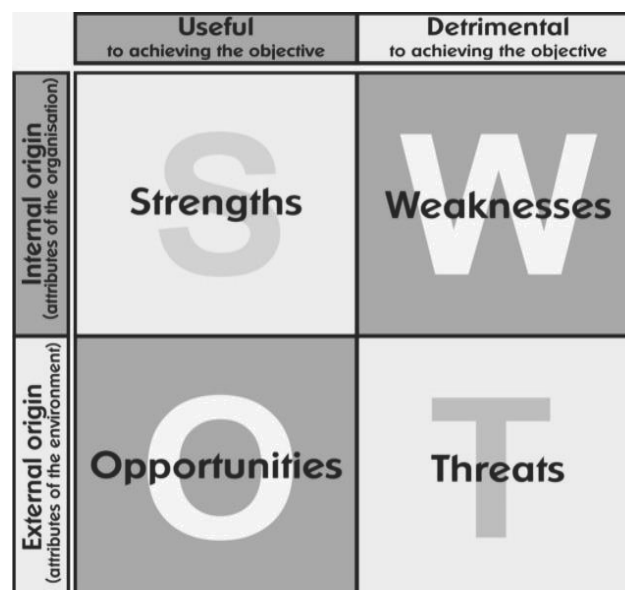 Useful
to achieving the objective
Detrimental
to achieving the objective
Internal origin
(attributes of the organisation)
S
Strengths
W
Weaknesses
External origin
(attributes of the environment)
O
Opportunities
T
Threats